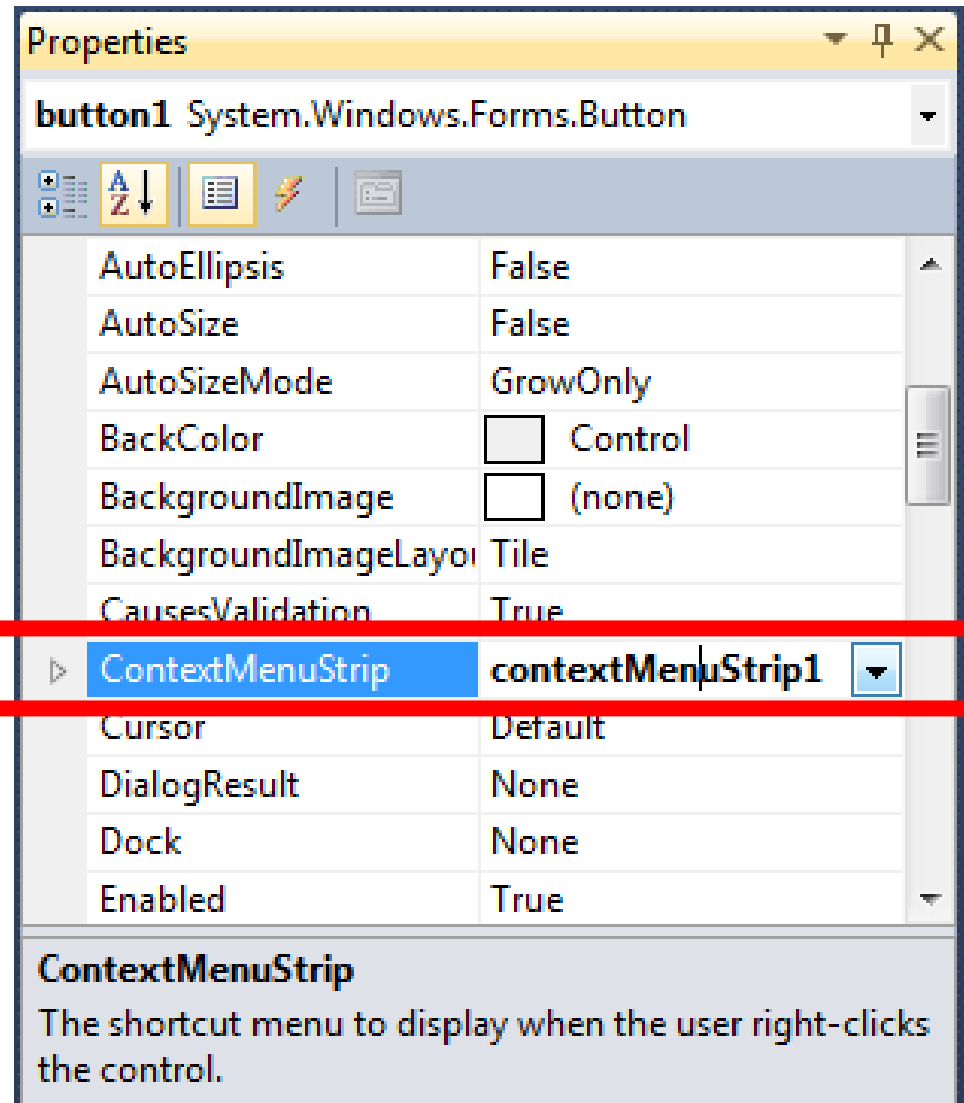 Properties
button1 System.Windows.Forms.Button
AutoEllipsis False
AutoSize False
AutoSizeMode GrowOnly
BackColor Control
BackgroundImage (none)
BackgroundImageLayou Tile
CausesValidation True
ContextMenuStrip contextMenuStrip1
Cursor Default
DialogResult None
Dock None
Enabled True
ContextMenuStrip
The shortcut menu to display when the user right-clicks
the control.